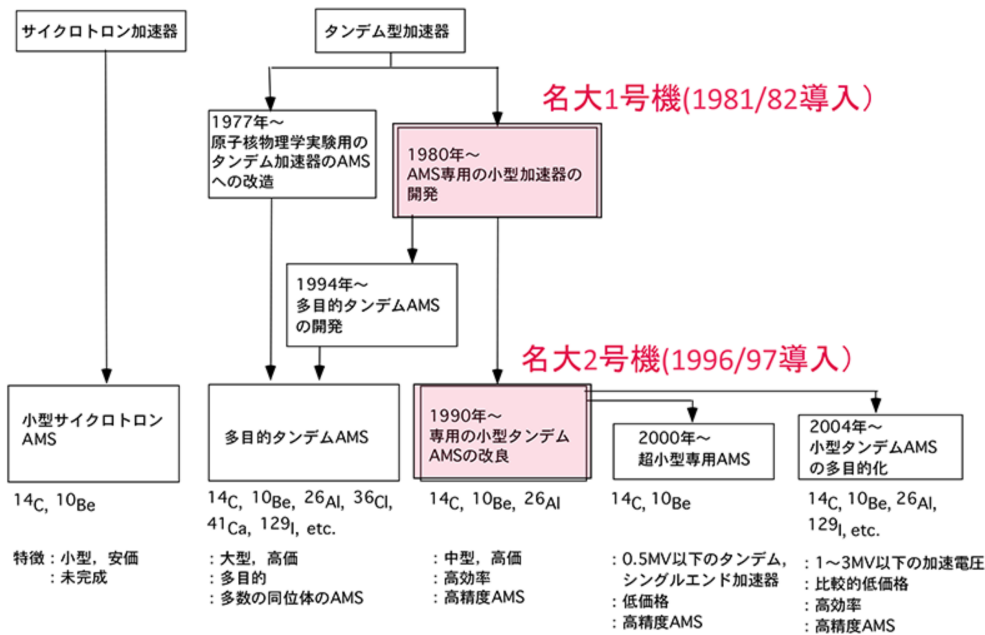 サイクロトロン加速器
タンデム型加速器
名大1号機(1981/82導入）
1977年〜
原子核物理学実験用の
タンデム加速器のAMS
への改造
1980年〜
AMS専用の小型加速器の
開発
1994年〜
多目的タンデムAMS
の開発
名大2号機(1996/97導入）
小型サイクロトロン
AMS
多目的タンデムAMS
1990年〜
専用の小型タンデム
AMSの改良
2000年〜
超小型専用AMS
2004年〜
小型タンデムAMS
の多目的化
¹⁴C, ¹⁰Be
¹⁴C, ¹⁰Be, ²⁶Al, ³⁶Cl,
⁴¹Ca, ¹²⁹I, etc.
¹⁴C, ¹⁰Be, ²⁶Al
¹⁴C, ¹⁰Be
¹⁴C, ¹⁰Be, ²⁶Al,
¹²⁹I, etc.
特徴：小型，安価
：未完成
：大型，高価
：多目的
：多数の同位体のAMS
：中型，高価
：高効率
：高精度AMS
：0.5MV以下のタンデム，
シングルエンド加速器
：低価格
：高精度AMS
：1〜3MV以下の加速電圧
：比較的低価格
：高効率
：高精度AMS